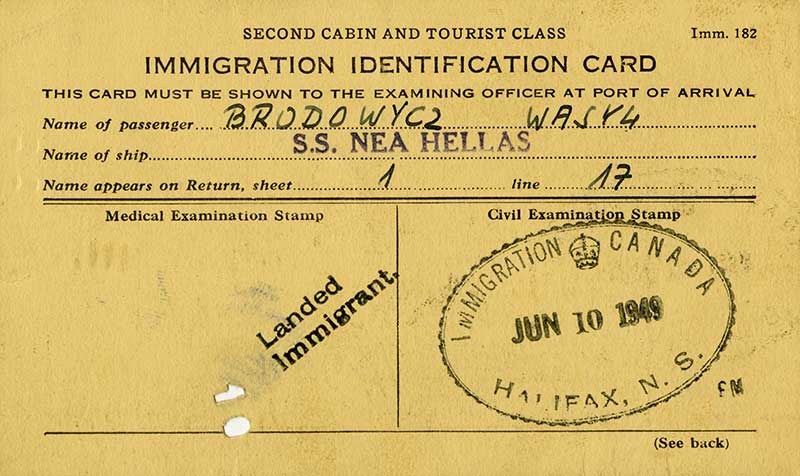 SECOND CABIN AND TOURIST CLASS Imm. 182
IMMIGRATION IDENTIFICATION CARD
THIS CARD MUST BE SHOWN TO THE EXAMINING OFFICER AT PORT OF ARRIVAL
Name of passenger.... BRODOWYCZ WASYL
Name of ship.... S.S. NEA HELLAS
Name appears on Return, sheet.... 1 .... line .... 17
Medical Examination Stamp
Landed
Immigrant.
Civil Examination Stamp
IMMIGRATION CANADA
JUN 10 1949
HALIFAX, N. S.
(See back)